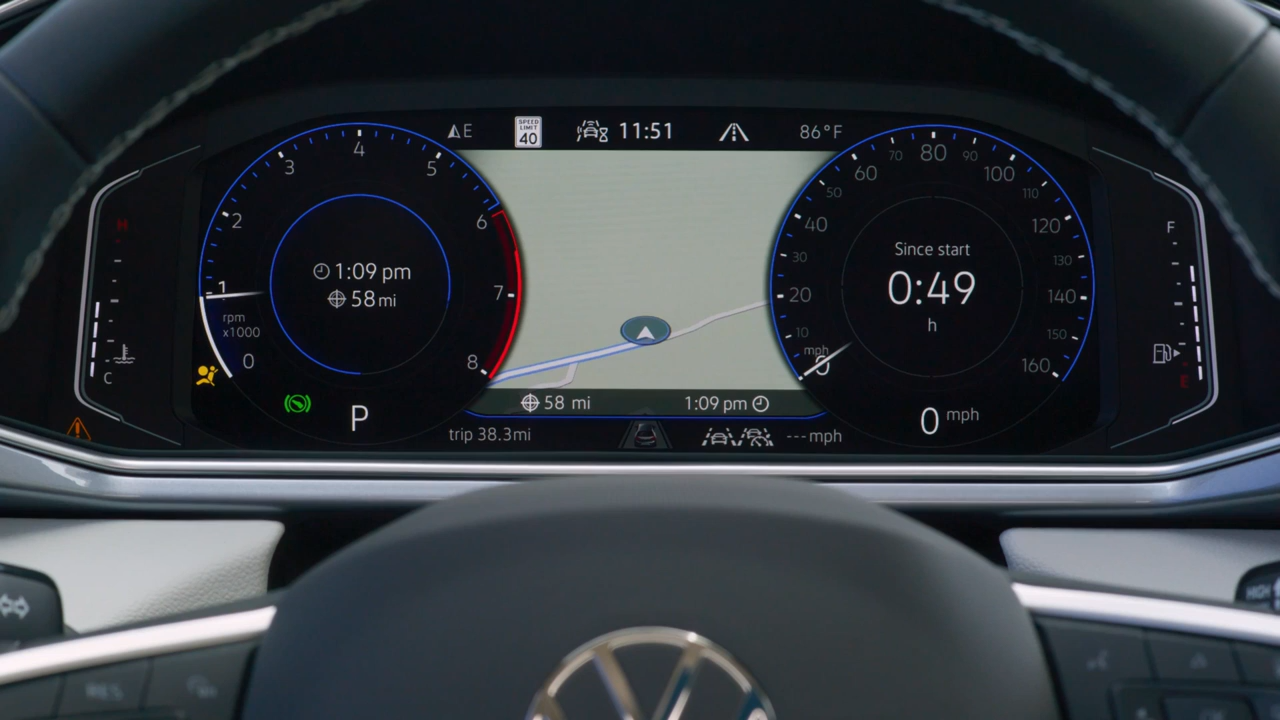 E
SPEED LIMIT 40
11:51
86°F
H
C
0
1
2
3
4
5
6
7
8
rpm
x1000
1:09 pm
58 mi
P
58 mi
1:09 pm
trip 38.3mi
--- mph
0
10
20
30
40
50
60
70
80
90
100
110
120
130
140
150
160
mph
Since start
0:49
h
0 mph
F
E
RES